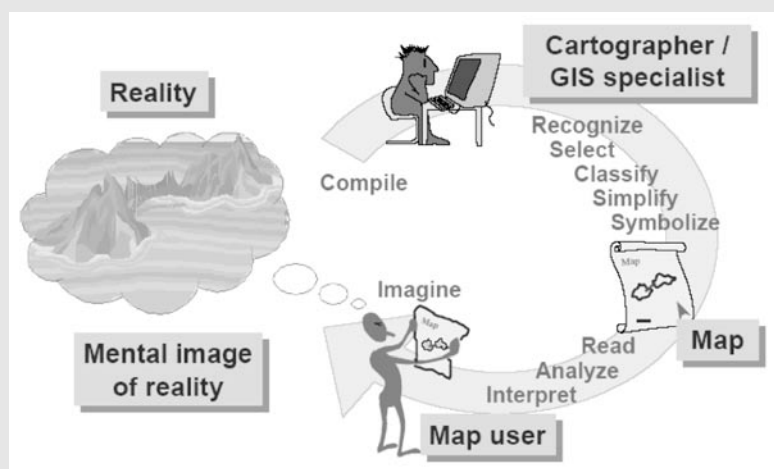 Cartographer /
GIS specialist
Reality
Recognize
Select
Classify
Simplify
Symbolize
Compile
Map
Map
Imagine
Map
Read
Analyze
Interpret
Mental image
of reality
Map user